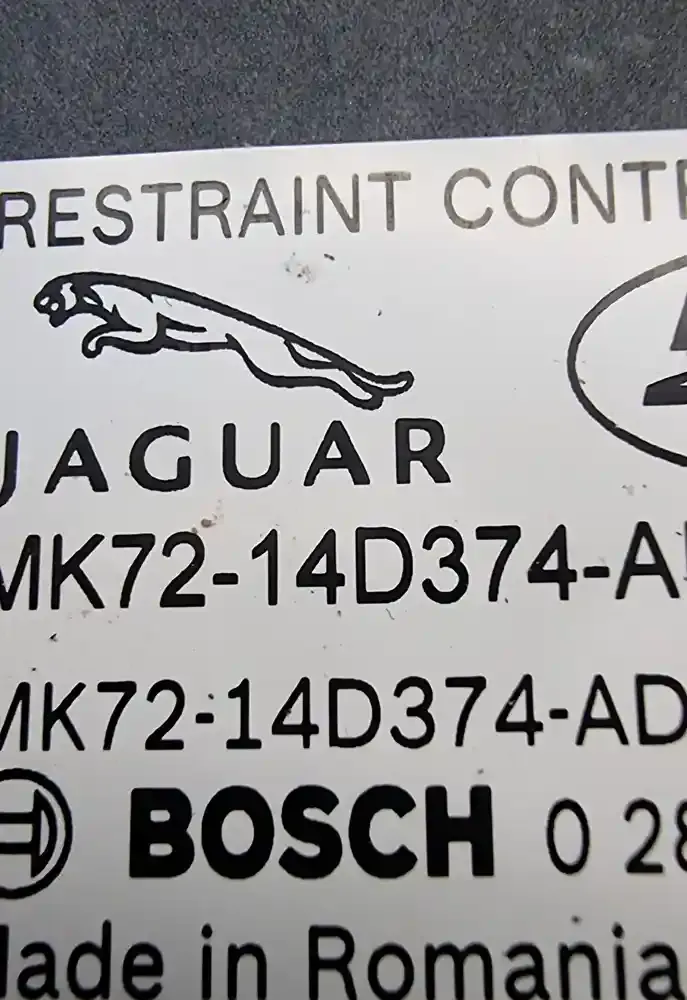 RESTRAINT CONT
JAGUAR
MK72-14D374-A
MK72-14D374-AD
BOSCH 0 28
Made in Romania